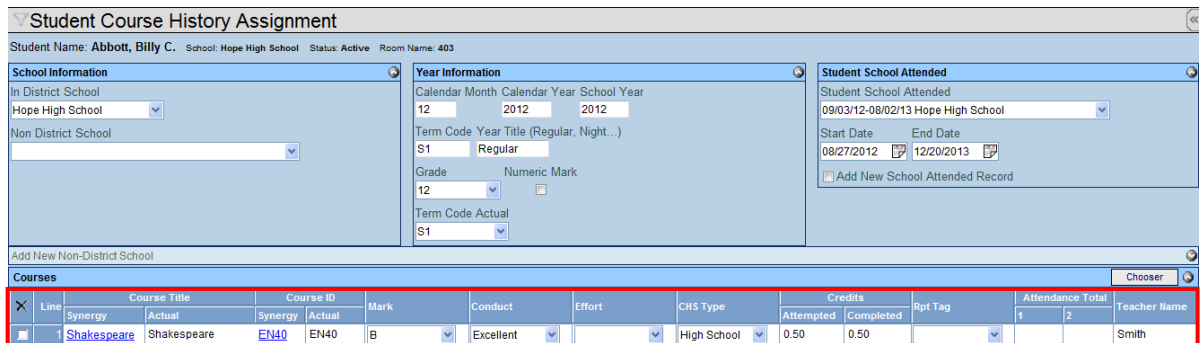 Student Course History Assignment
Student Name: Abbott, Billy C. School: Hope High School Status: Active Room Name: 403
School Information
In District School
Hope High School
Non District School
Year Information
Calendar Month Calendar Year School Year
12 2012 2012
Term Code Year Title (Regular, Night...)
S1 Regular
Grade Numeric Mark
12
Term Code Actual
S1
Student School Attended
Student School Attended
09/03/12-08/02/13 Hope High School
Start Date End Date
08/27/2012 12/20/2013
Add New School Attended Record
Add New Non-District School
Courses Chooser
Line Course Title Course ID Mark Conduct Effort CHS Type Credits Rpt Tag Attendance Total Teacher Name
Synergy Actual Synergy Actual Attempted Completed 1 2
1 Shakespeare Shakespeare EN40 EN40 B Excellent High School 0.50 0.50 Smith